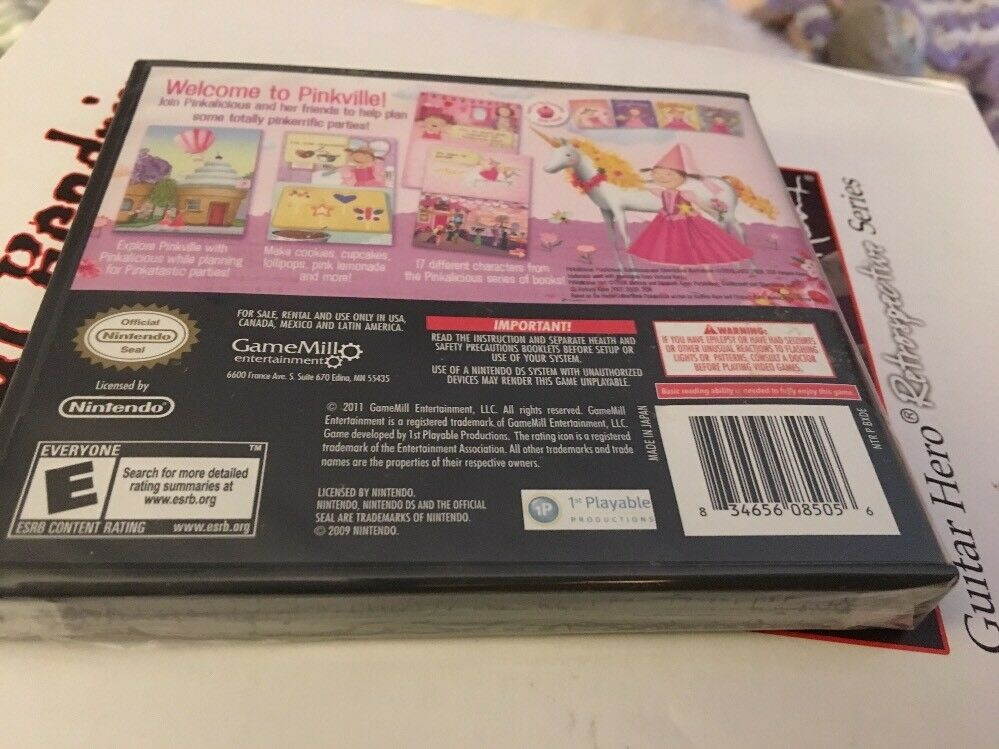 Welcome to Pinkville!
Join Pinkalicious and her friends to help plan
some totally pinkerrific parties!
Explore Pinkville with
Pinkalicious while planning
for Pinkatastic parties!
Make cookies, cupcakes,
lollipops, pink lemonade
and more!
17 different characters from
the Pinkalicious series of books!
Official
Nintendo
Seal
Licensed by
Nintendo
FOR SALE, RENTAL AND USE ONLY IN USA,
CANADA, MEXICO AND LATIN AMERICA.
GameMill
entertainment
6600 France Ave. S. Suite 670 Edina, MN 55435
IMPORTANT!
READ THE INSTRUCTION AND SEPARATE HEALTH AND
SAFETY PRECAUTIONS BOOKLETS BEFORE SETUP OR
USE OF YOUR SYSTEM.
USE OF A NINTENDO DS SYSTEM WITH UNAUTHORIZED
DEVICES MAY RENDER THIS GAME UNPLAYABLE.
WARNING:
IF YOU HAVE EPILEPSY OR HAVE HAD SEIZURES
OR OTHER UNUSUAL REACTIONS TO FLASHING
LIGHTS OR PATTERNS, CONSULT A DOCTOR
BEFORE PLAYING VIDEO GAMES.
Basic reading ability is needed to fully enjoy this game.
© 2011 GameMill Entertainment, LLC. All rights reserved. GameMill
Entertainment is a registered trademark of GameMill Entertainment, LLC.
Game developed by 1st Playable Productions. The rating icon is a registered
trademark of the Entertainment Association. All other trademarks and trade
names are the properties of their respective owners.
MADE IN JAPAN
LICENSED BY NINTENDO.
NINTENDO, NINTENDO DS AND THE OFFICIAL
SEAL ARE TRADEMARKS OF NINTENDO.
© 2009 NINTENDO.
1P 1st Playable
PRODUCTIONS
8 34656 08505 6
EVERYONE TM
E
Search for more detailed
rating summaries at
www.esrb.org
ESRB CONTENT RATING www.esrb.org
Guitar Hero® Retrospective Series